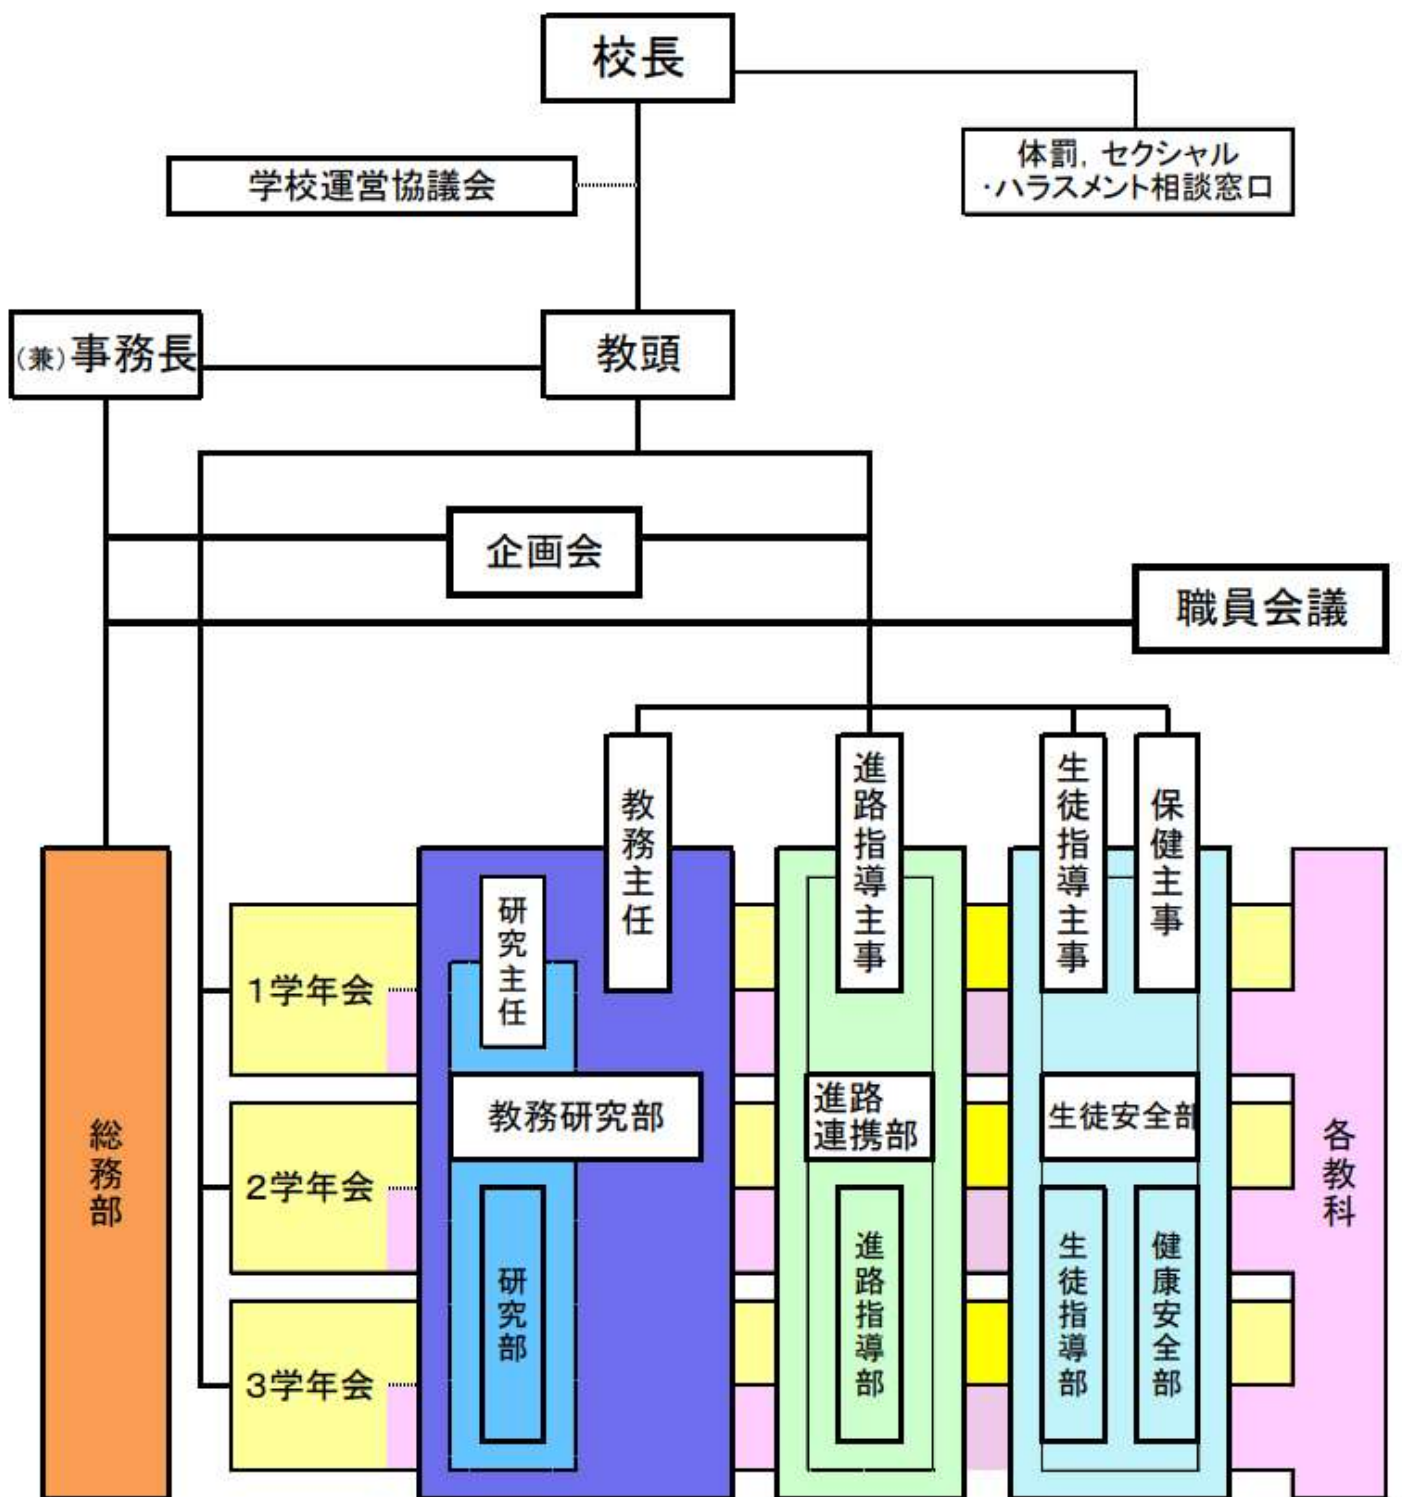 校長
体罰，セクシャル
・ハラスメント相談窓口
学校運営協議会
（兼）事務長
教頭
企画会
職員会議
教務主任
進路指導主事
生徒指導主事
保健主事
研究主任
1学年会
教務研究部
進路
連携部
生徒安全部
総務部
2学年会
各教科
研究部
進路指導部
生徒指導部
健康安全部
3学年会